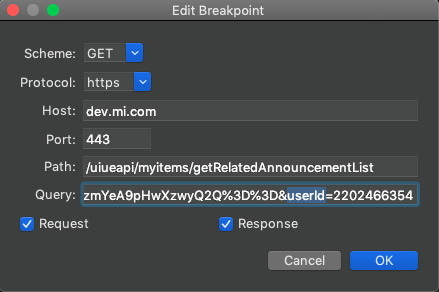 Edit Breakpoint
Scheme: GET
Protocol: https
Host: dev.mi.com
Port: 443
Path: /uiueapi/myitems/getRelatedAnnouncementList
Query: zmYeA9pHwXzwyQ2Q%3D%3D&userId=2202466354
Request Response
Cancel OK